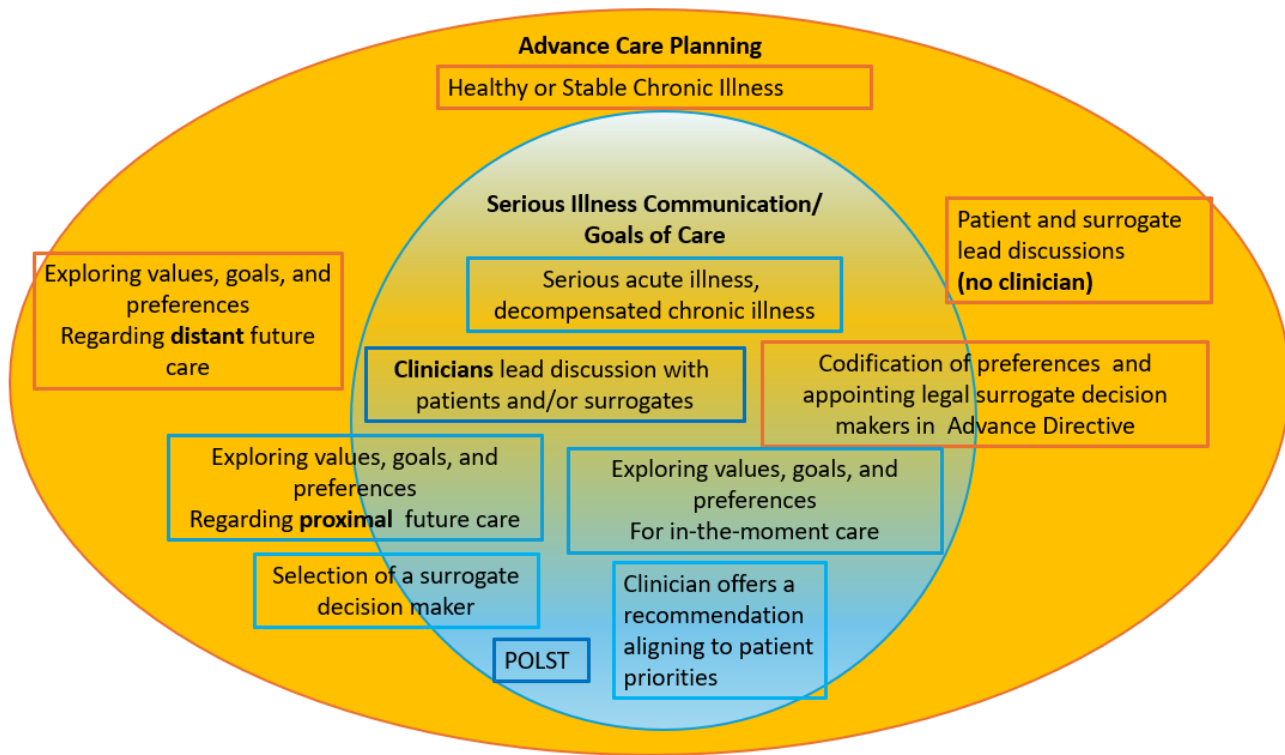 Advance Care Planning
Healthy or Stable Chronic Illness
Serious Illness Communication/
Goals of Care
Serious acute illness,
decompensated chronic illness
Patient and surrogate
lead discussions
(no clinician)
Exploring values, goals, and
preferences
Regarding distant future
care
Clinicians lead discussion with
patients and/or surrogates
Codification of preferences and
appointing legal surrogate decision
makers in Advance Directive
Exploring values, goals, and
preferences
Regarding proximal future care
Exploring values, goals, and
preferences
For in-the-moment care
Selection of a surrogate
decision maker
Clinician offers a
recommendation
aligning to patient
priorities
POLST